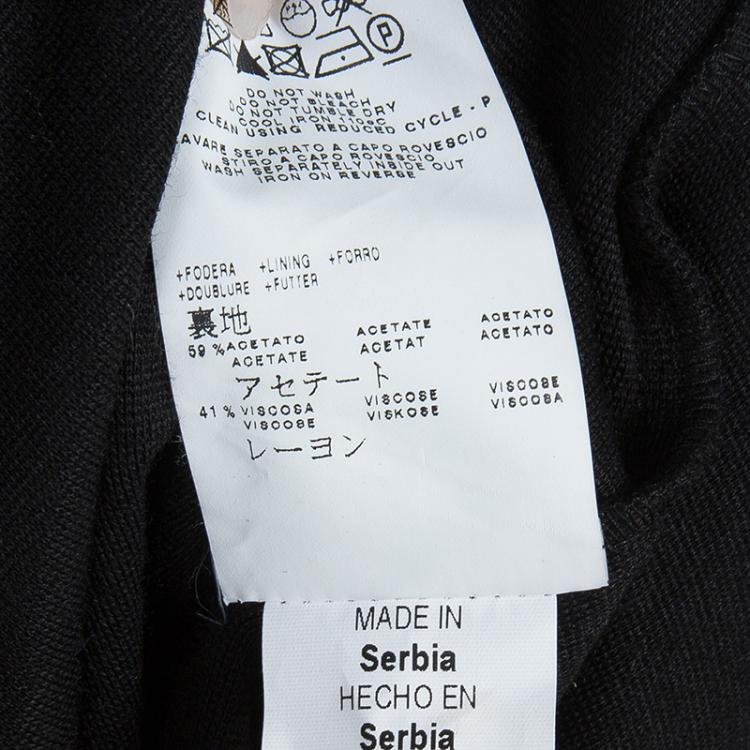 P
DO NOT WASH
DO NOT BLEACH
DO NOT TUMBLE DRY
COOL IRON 110°C
CLEAN USING REDUCED CYCLE - P
AVARE SEPARATO A CAPO ROVESCIO
STIRO A CAPO ROVESCIO
WASH SEPARATELY INSIDE OUT
IRON ON REVERSE
+FODERA +LINING +FORRO
+DOUBLURE +FUTTER
裏地
59 % ACETATO ACETATE ACETATO
ACETATE ACETAT ACETATO
アセテート
41 % VISCOSA VISCOSE VISCOSE
VISCOSE VISKOSE VISCOSA
レーヨン
MADE IN
Serbia
HECHO EN
Serbia